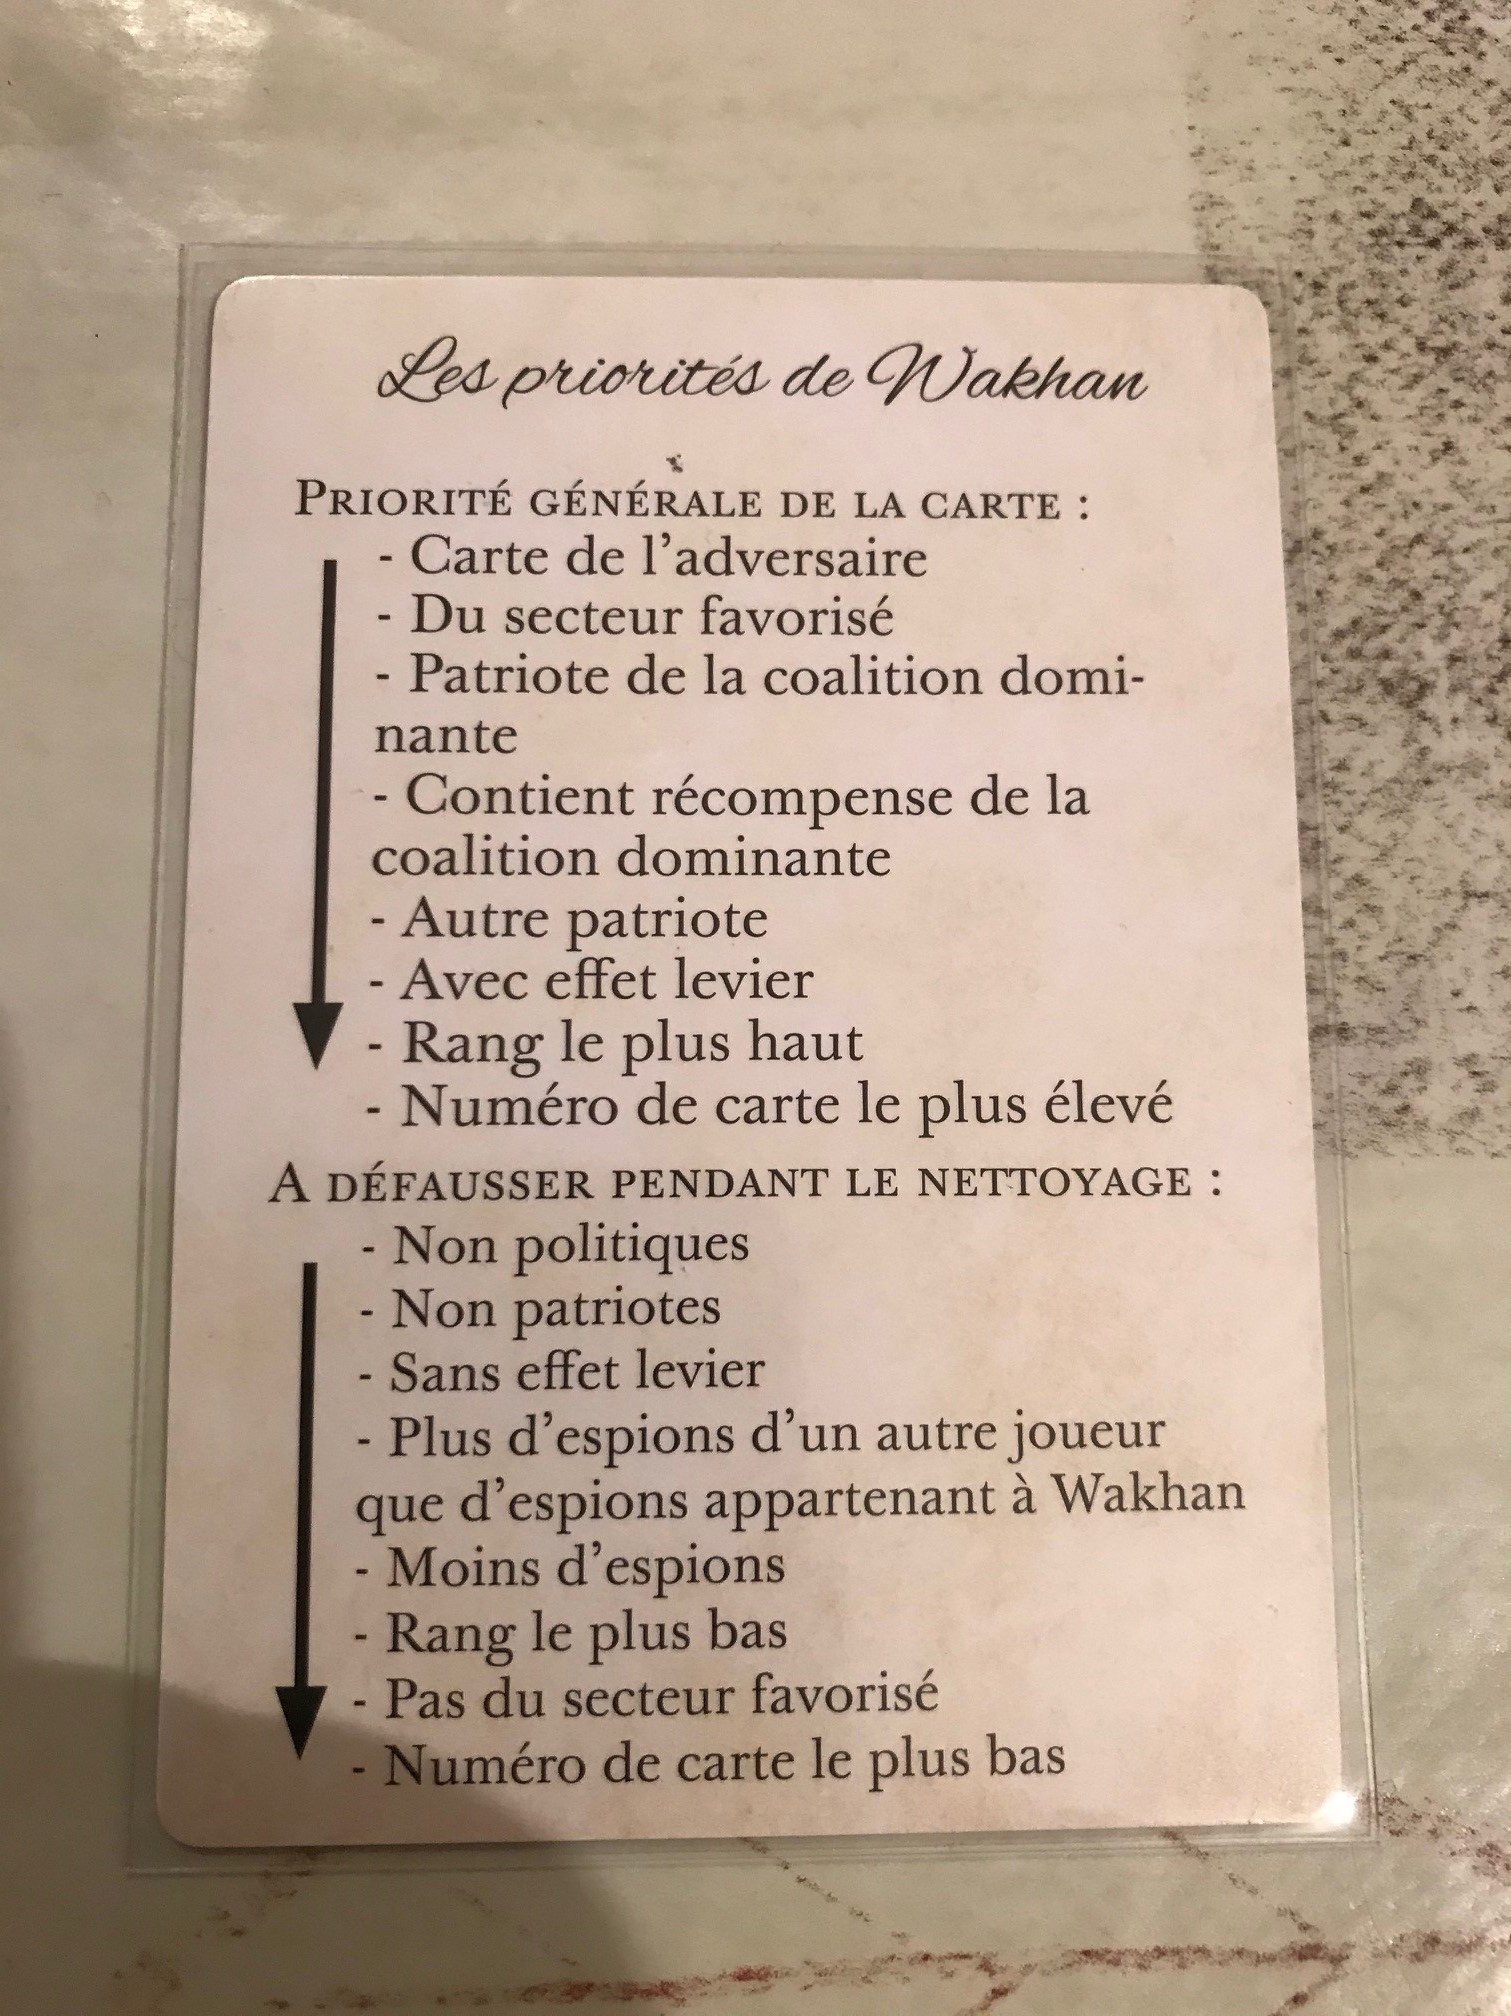 Les priorités de Wakhan
PRIORITÉ GÉNÉRALE DE LA CARTE :
- Carte de l'adversaire
- Du secteur favorisé
- Patriote de la coalition domi-
nante
- Contient récompense de la
coalition dominante
- Autre patriote
- Avec effet levier
- Rang le plus haut
- Numéro de carte le plus élevé
A DÉFAUSSER PENDANT LE NETTOYAGE :
- Non politiques
- Non patriotes
- Sans effet levier
- Plus d'espions d'un autre joueur
que d'espions appartenant à Wakhan
- Moins d'espions
- Rang le plus bas
- Pas du secteur favorisé
- Numéro de carte le plus bas